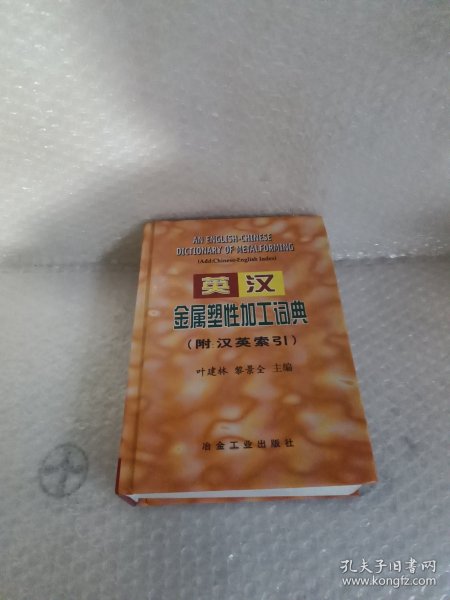 AN ENGLISH-CHINESE
DICTIONARY OF METALFORMING
(Add:Chinese-English Index)
英汉
金属塑性加工词典
(附:汉英索引)
叶建林 黎景全 主编
冶金工业出版社
孔夫子旧书网
www.kongfz.com